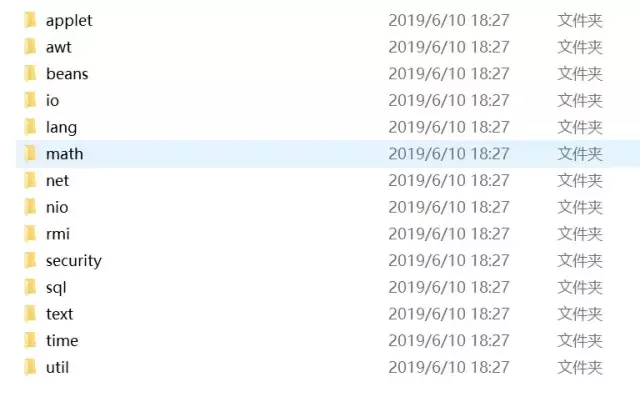 applet 2019/6/10 18:27 文件夹
awt 2019/6/10 18:27 文件夹
beans 2019/6/10 18:27 文件夹
io 2019/6/10 18:27 文件夹
lang 2019/6/10 18:27 文件夹
math 2019/6/10 18:27 文件夹
net 2019/6/10 18:27 文件夹
nio 2019/6/10 18:27 文件夹
rmi 2019/6/10 18:27 文件夹
security 2019/6/10 18:27 文件夹
sql 2019/6/10 18:27 文件夹
text 2019/6/10 18:27 文件夹
time 2019/6/10 18:27 文件夹
util 2019/6/10 18:27 文件夹